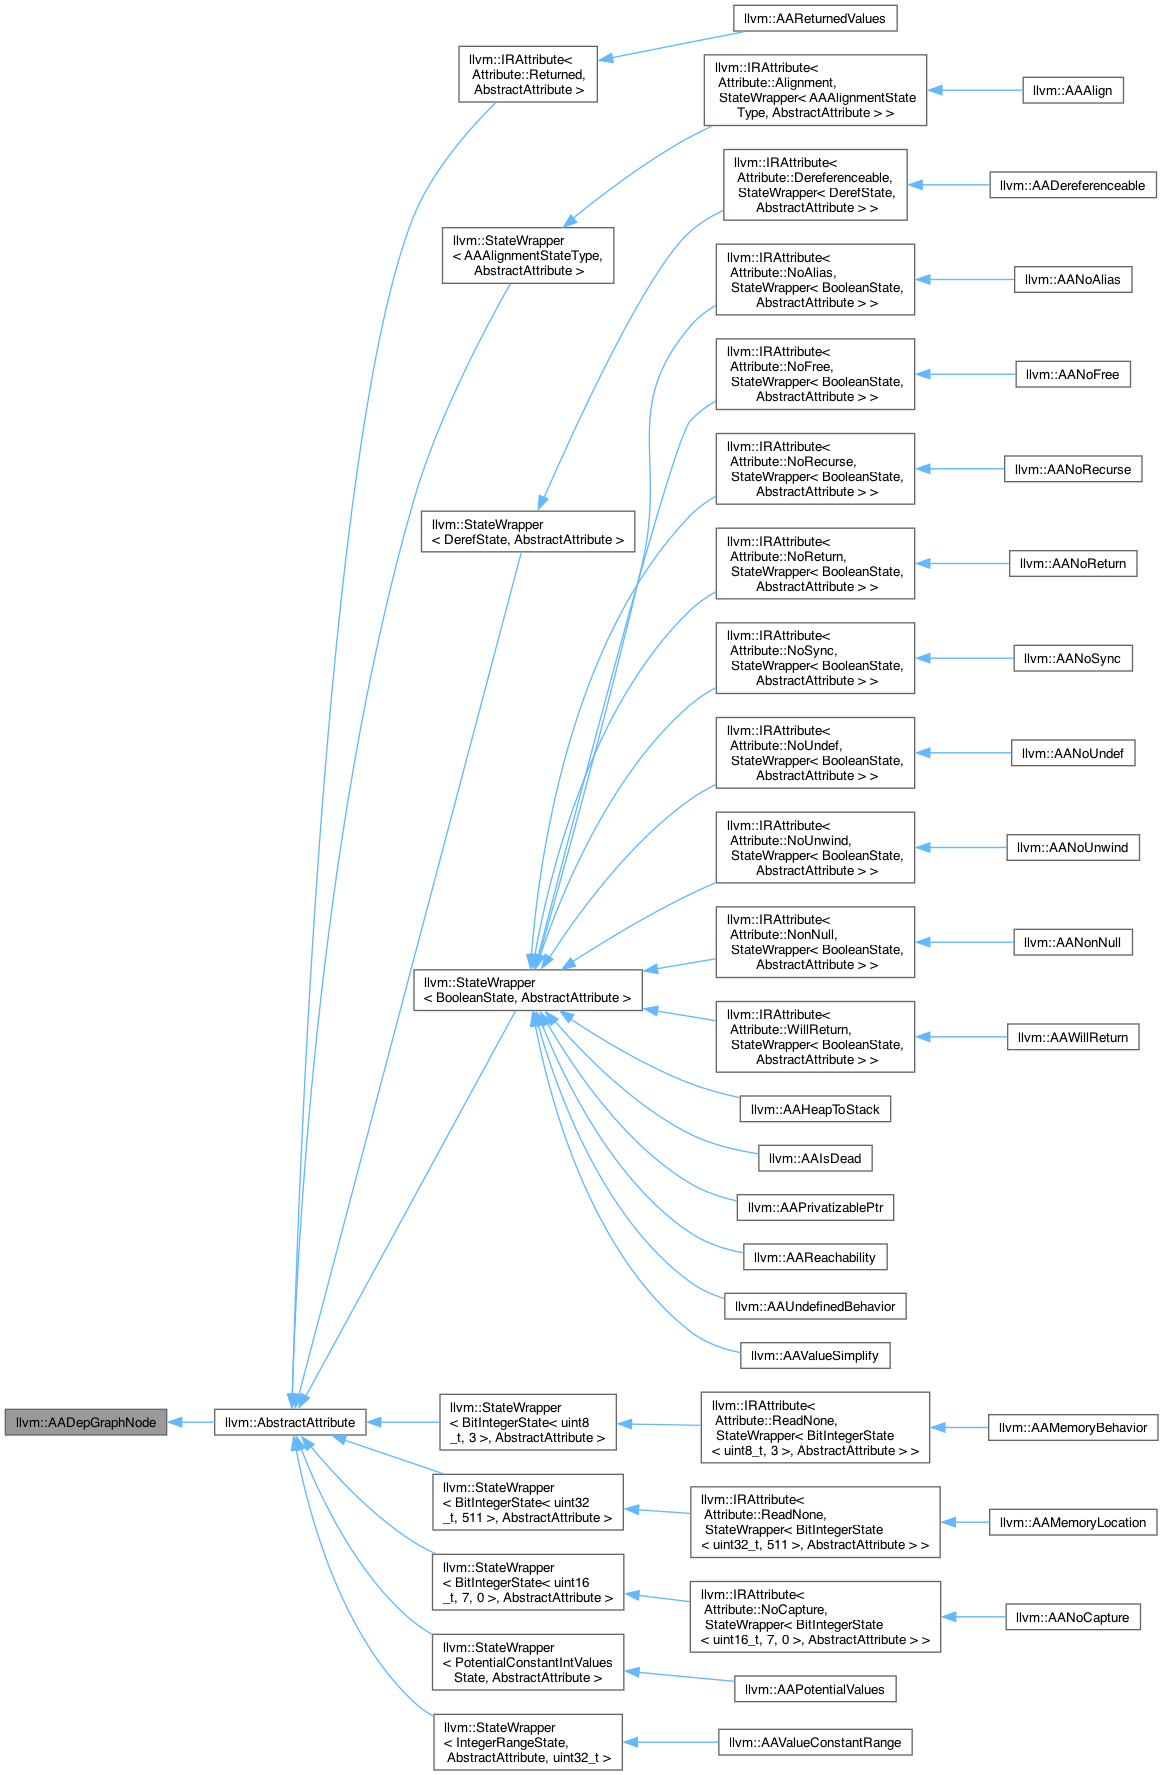 llvm::AAReturnedValues
llvm::IRAttribute<
Attribute::Returned,
AbstractAttribute >
llvm::IRAttribute<
Attribute::Alignment,
StateWrapper< AAAlignmentState
Type, AbstractAttribute > >
llvm::AAAlign
llvm::IRAttribute<
Attribute::Dereferenceable,
StateWrapper< DerefState,
AbstractAttribute > >
llvm::AADereferenceable
llvm::StateWrapper
< AAAlignmentStateType,
AbstractAttribute >
llvm::IRAttribute<
Attribute::NoAlias,
StateWrapper< BooleanState,
AbstractAttribute > >
llvm::AANoAlias
llvm::IRAttribute<
Attribute::NoFree,
StateWrapper< BooleanState,
AbstractAttribute > >
llvm::AANoFree
llvm::IRAttribute<
Attribute::NoRecurse,
StateWrapper< BooleanState,
AbstractAttribute > >
llvm::AANoRecurse
llvm::StateWrapper
< DerefState, AbstractAttribute >
llvm::IRAttribute<
Attribute::NoReturn,
StateWrapper< BooleanState,
AbstractAttribute > >
llvm::AANoReturn
llvm::IRAttribute<
Attribute::NoSync,
StateWrapper< BooleanState,
AbstractAttribute > >
llvm::AANoSync
llvm::IRAttribute<
Attribute::NoUndef,
StateWrapper< BooleanState,
AbstractAttribute > >
llvm::AANoUndef
llvm::IRAttribute<
Attribute::NoUnwind,
StateWrapper< BooleanState,
AbstractAttribute > >
llvm::AANoUnwind
llvm::IRAttribute<
Attribute::NonNull,
StateWrapper< BooleanState,
AbstractAttribute > >
llvm::AANonNull
llvm::StateWrapper
< BooleanState, AbstractAttribute >
llvm::IRAttribute<
Attribute::WillReturn,
StateWrapper< BooleanState,
AbstractAttribute > >
llvm::AAWillReturn
llvm::AAHeapToStack
llvm::AAIsDead
llvm::AAPrivatizablePtr
llvm::AAReachability
llvm::AAUndefinedBehavior
llvm::AAValueSimplify
llvm::AADepGraphNode
llvm::AbstractAttribute
llvm::StateWrapper
< BitIntegerState< uint8
_t, 3 >, AbstractAttribute >
llvm::IRAttribute<
Attribute::ReadNone,
StateWrapper< BitIntegerState
< uint8_t, 3 >, AbstractAttribute > >
llvm::AAMemoryBehavior
llvm::StateWrapper
< BitIntegerState< uint32
_t, 511 >, AbstractAttribute >
llvm::IRAttribute<
Attribute::ReadNone,
StateWrapper< BitIntegerState
< uint32_t, 511 >, AbstractAttribute > >
llvm::AAMemoryLocation
llvm::StateWrapper
< BitIntegerState< uint16
_t, 7, 0 >, AbstractAttribute >
llvm::IRAttribute<
Attribute::NoCapture,
StateWrapper< BitIntegerState
< uint16_t, 7, 0 >, AbstractAttribute > >
llvm::AANoCapture
llvm::StateWrapper
< PotentialConstantIntValues
State, AbstractAttribute >
llvm::AAPotentialValues
llvm::StateWrapper
< IntegerRangeState,
AbstractAttribute, uint32_t >
llvm::AAValueConstantRange